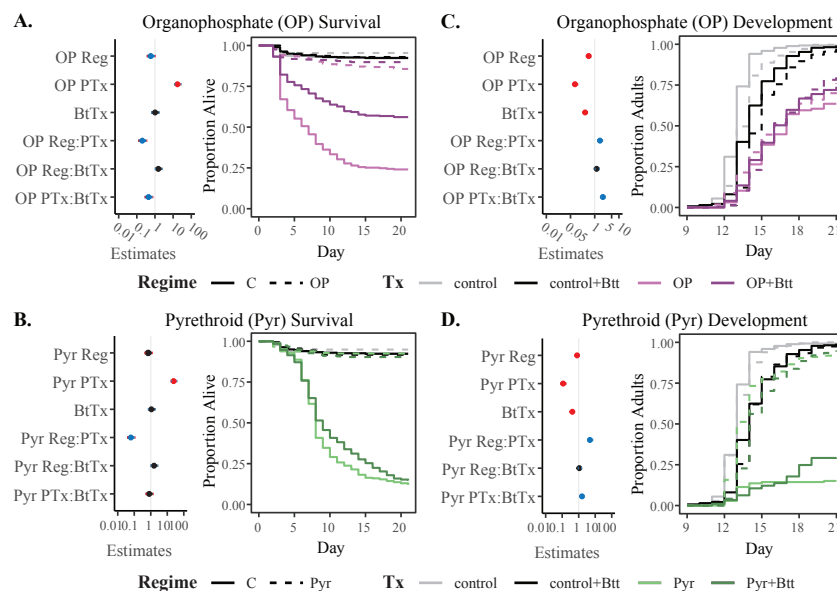 A. Organophosphate (OP) Survival
OP Reg
OP PTx
BtTx
OP Reg:PTx
OP Reg:BtTx
OP PTx:BtTx
0.01 0.1 1 10 100
Estimates
Proportion Alive
1.00
0.75
0.50
0.25
0.00
0 5 10 15 20
Day
C. Organophosphate (OP) Development
OP Reg
OP PTx
BtTx
OP Reg:PTx
OP Reg:BtTx
OP PTx:BtTx
0.01 0.05 1 5 10
Estimates
Proportion Adults
1.00
0.75
0.50
0.25
0.00
9 12 15 18 21
Day
Regime C OP Tx control control+Btt OP OP+Btt
B. Pyrethroid (Pyr) Survival
Pyr Reg
Pyr PTx
BtTx
Pyr Reg:PTx
Pyr Reg:BtTx
Pyr PTx:BtTx
0.01 0.1 1 10 100
Estimates
Proportion Alive
1.00
0.75
0.50
0.25
0.00
0 5 10 15 20
Day
D. Pyrethroid (Pyr) Development
Pyr Reg
Pyr PTx
BtTx
Pyr Reg:PTx
Pyr Reg:BtTx
Pyr PTx:BtTx
0.01 0.1 1 10 100
Estimates
Proportion Adults
1.00
0.75
0.50
0.25
0.00
9 12 15 18 21
Day
Regime C Pyr Tx control control+Btt Pyr Pyr+Btt